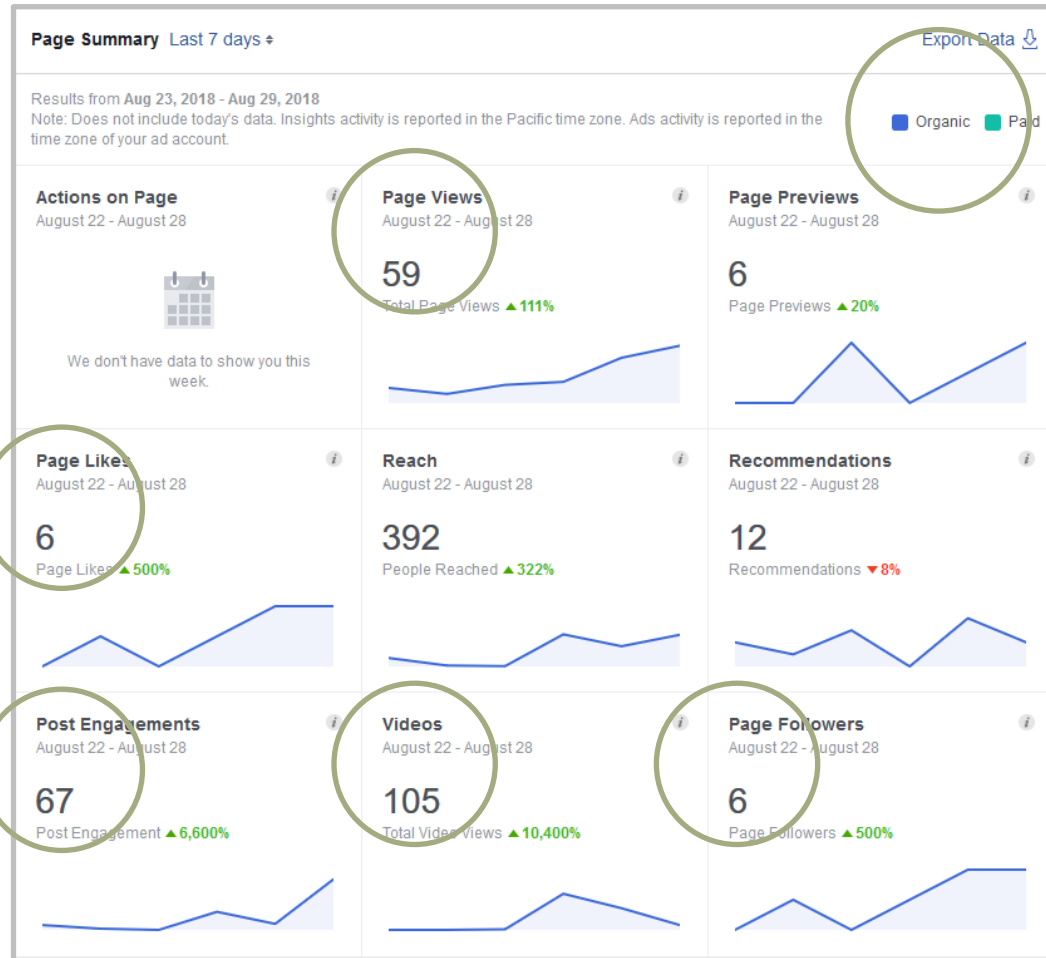 Page Summary Last 7 days
Export Data
Results from Aug 23, 2018 - Aug 29, 2018
Note: Does not include today's data. Insights activity is reported in the Pacific time zone. Ads activity is reported in the
time zone of your ad account.
Organic Paid
Actions on Page
August 22 - August 28
We don't have data to show you this
week.
Page Views
August 22 - August 28
59
Total Page Views ▲111%
Page Previews
August 22 - August 28
6
Page Previews ▲20%
Page Likes
August 22 - August 28
6
Page Likes ▲500%
Reach
August 22 - August 28
392
People Reached ▲322%
Recommendations
August 22 - August 28
12
Recommendations ▼8%
Post Engagements
August 22 - August 28
67
Post Engagement ▲6,600%
Videos
August 22 - August 28
105
Total Video Views ▲10,400%
Page Followers
August 22 - August 28
6
Page Followers ▲500%